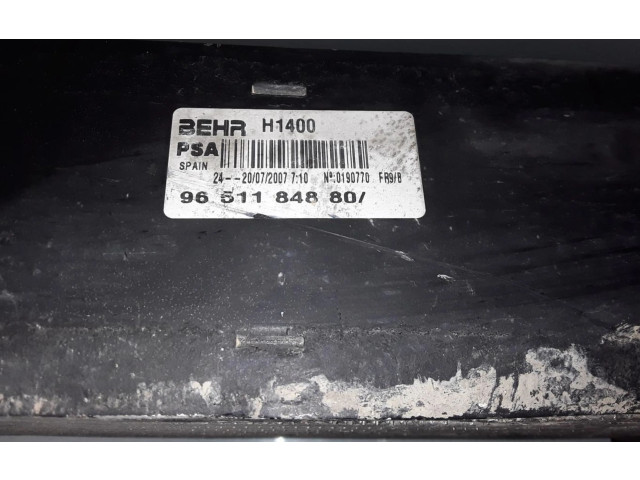 BEHR H1400
PSA
SPAIN
24--20/07/2007 7:10 Nº:0190770 FR9/B
96 511 848 80/